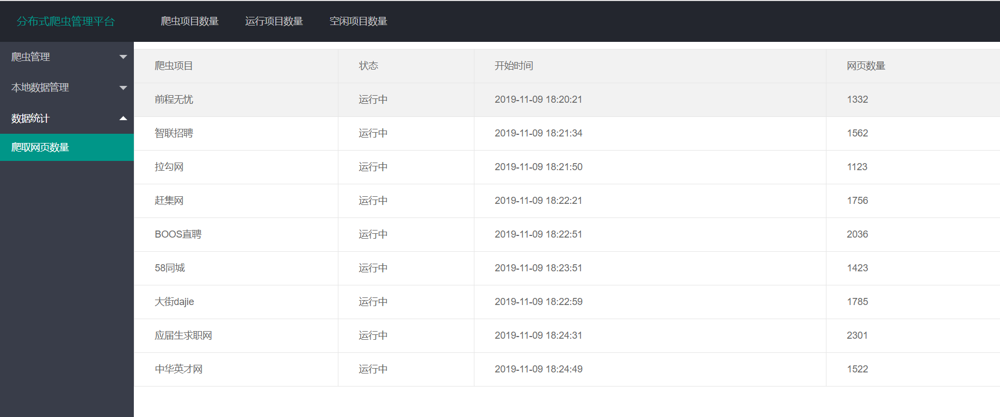 分布式爬虫管理平台 爬虫项目数量 运行项目数量 空闲项目数量
爬虫管理
本地数据管理
数据统计
爬取网页数量
爬虫项目 状态 开始时间 网页数量
前程无忧 运行中 2019-11-09 18:20:21 1332
智联招聘 运行中 2019-11-09 18:21:34 1562
拉勾网 运行中 2019-11-09 18:21:50 1123
赶集网 运行中 2019-11-09 18:22:21 1756
BOOS直聘 运行中 2019-11-09 18:22:51 2036
58同城 运行中 2019-11-09 18:23:51 1423
大街dajie 运行中 2019-11-09 18:22:59 1785
应届生求职网 运行中 2019-11-09 18:24:31 2301
中华英才网 运行中 2019-11-09 18:24:49 1522